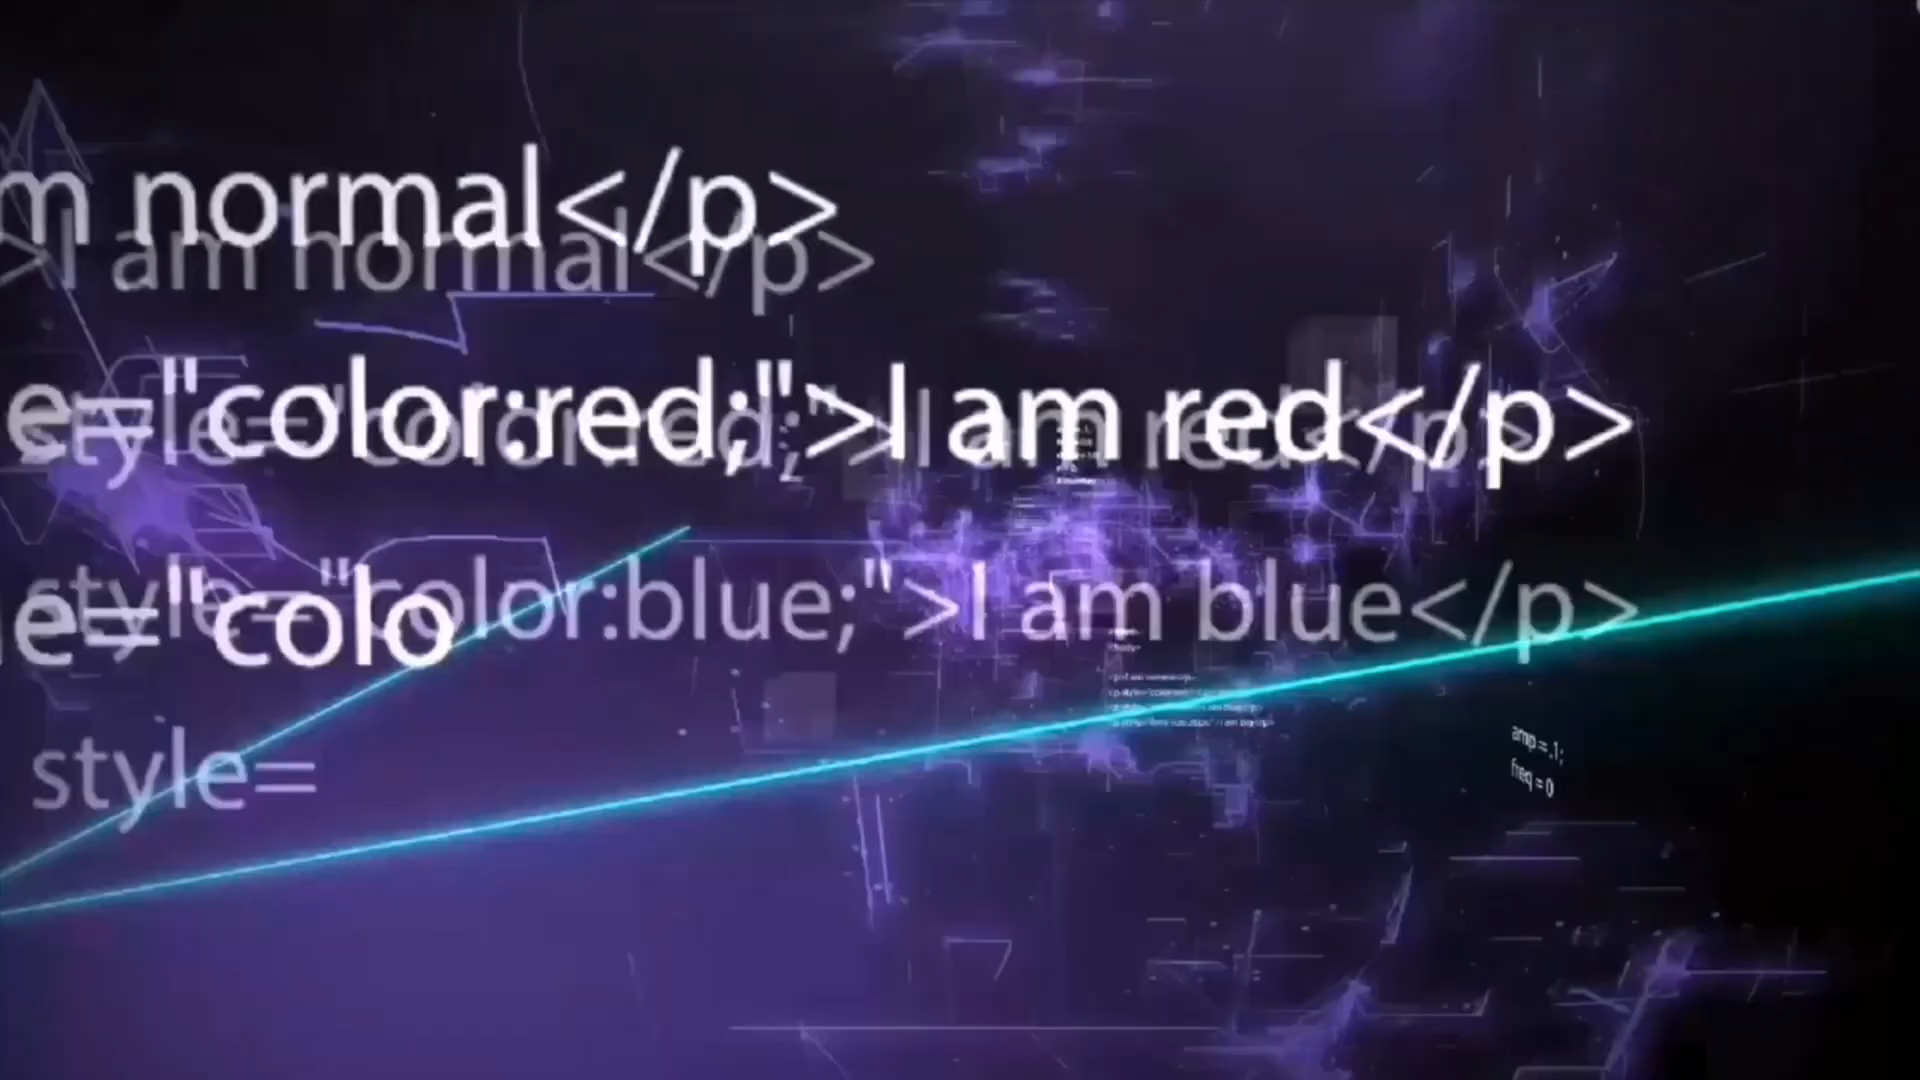 m normal</p>
>I am normal</p>
e="color:red;">I am red</p>
style="color:red;">I am red</p>
style="color:blue;">I am blue</p>
e="colo
style=
<body>
amp = .1;
freq = 0